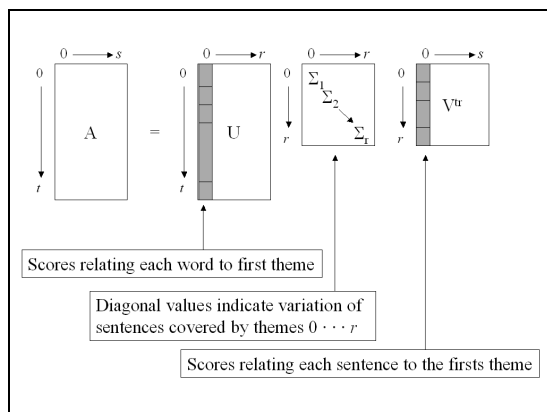 0 s 0 r 0 r 0 s
0 0 0 0
A = U Σ1 Σ2 Σr Vtr
t t r r
Scores relating each word to first theme
Diagonal values indicate variation of
sentences covered by themes 0 · · · r
Scores relating each sentence to the firsts theme